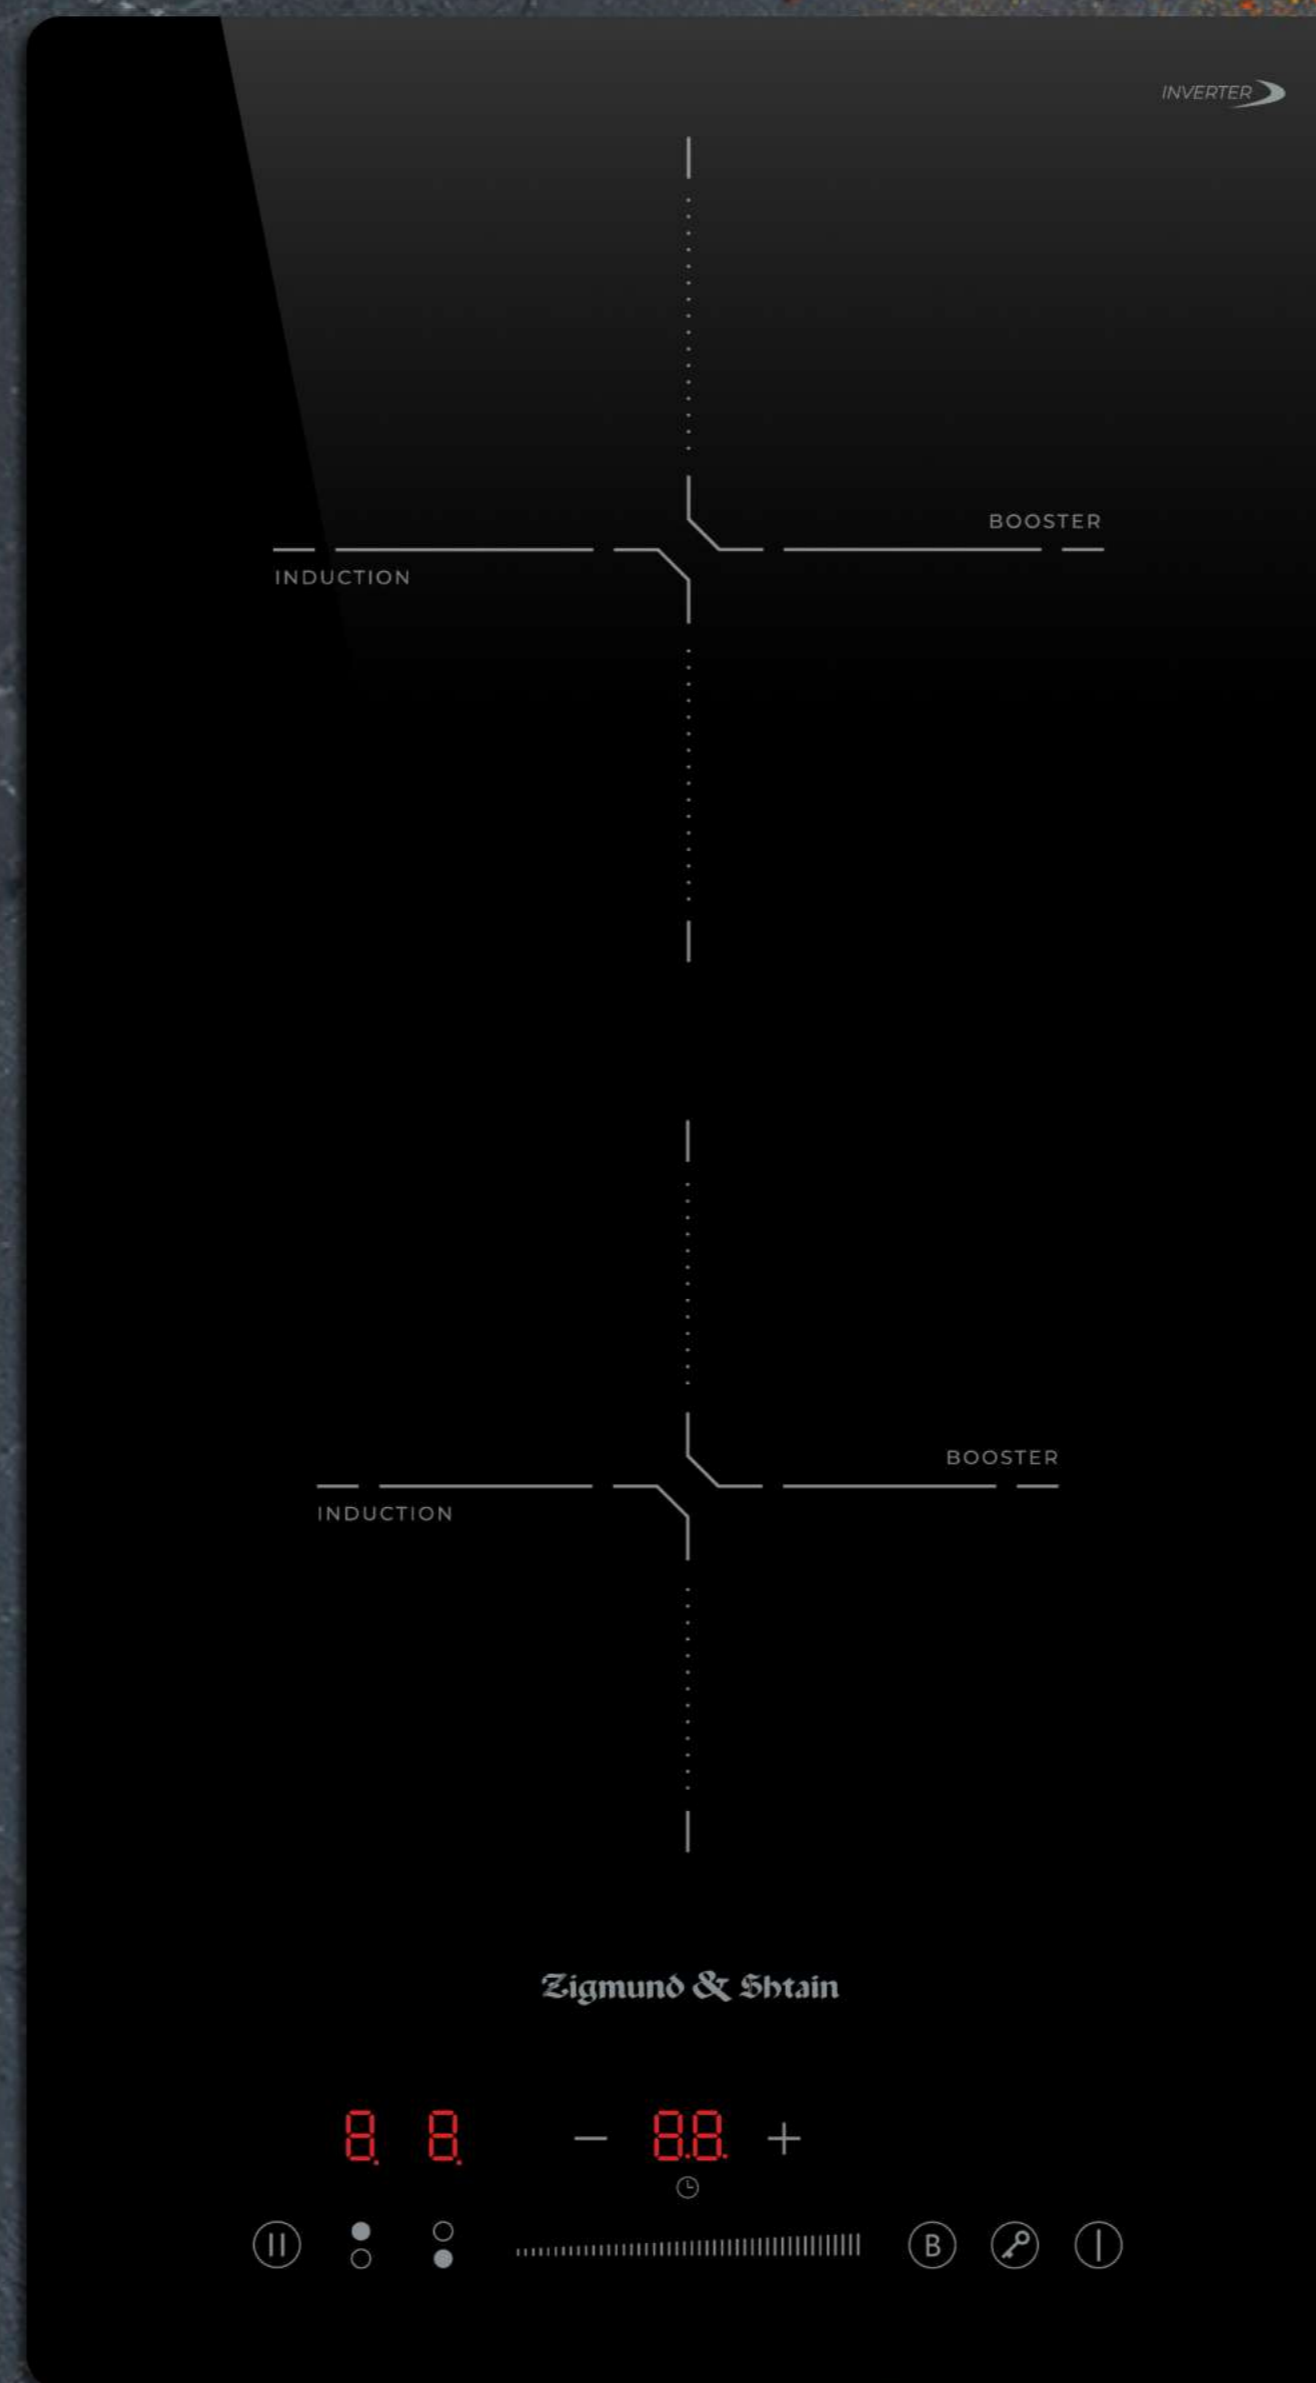 INVERTER
BOOSTER
INDUCTION
BOOSTER
INDUCTION
Zigmund & Shtain
8. 8. − 8.8. +
B